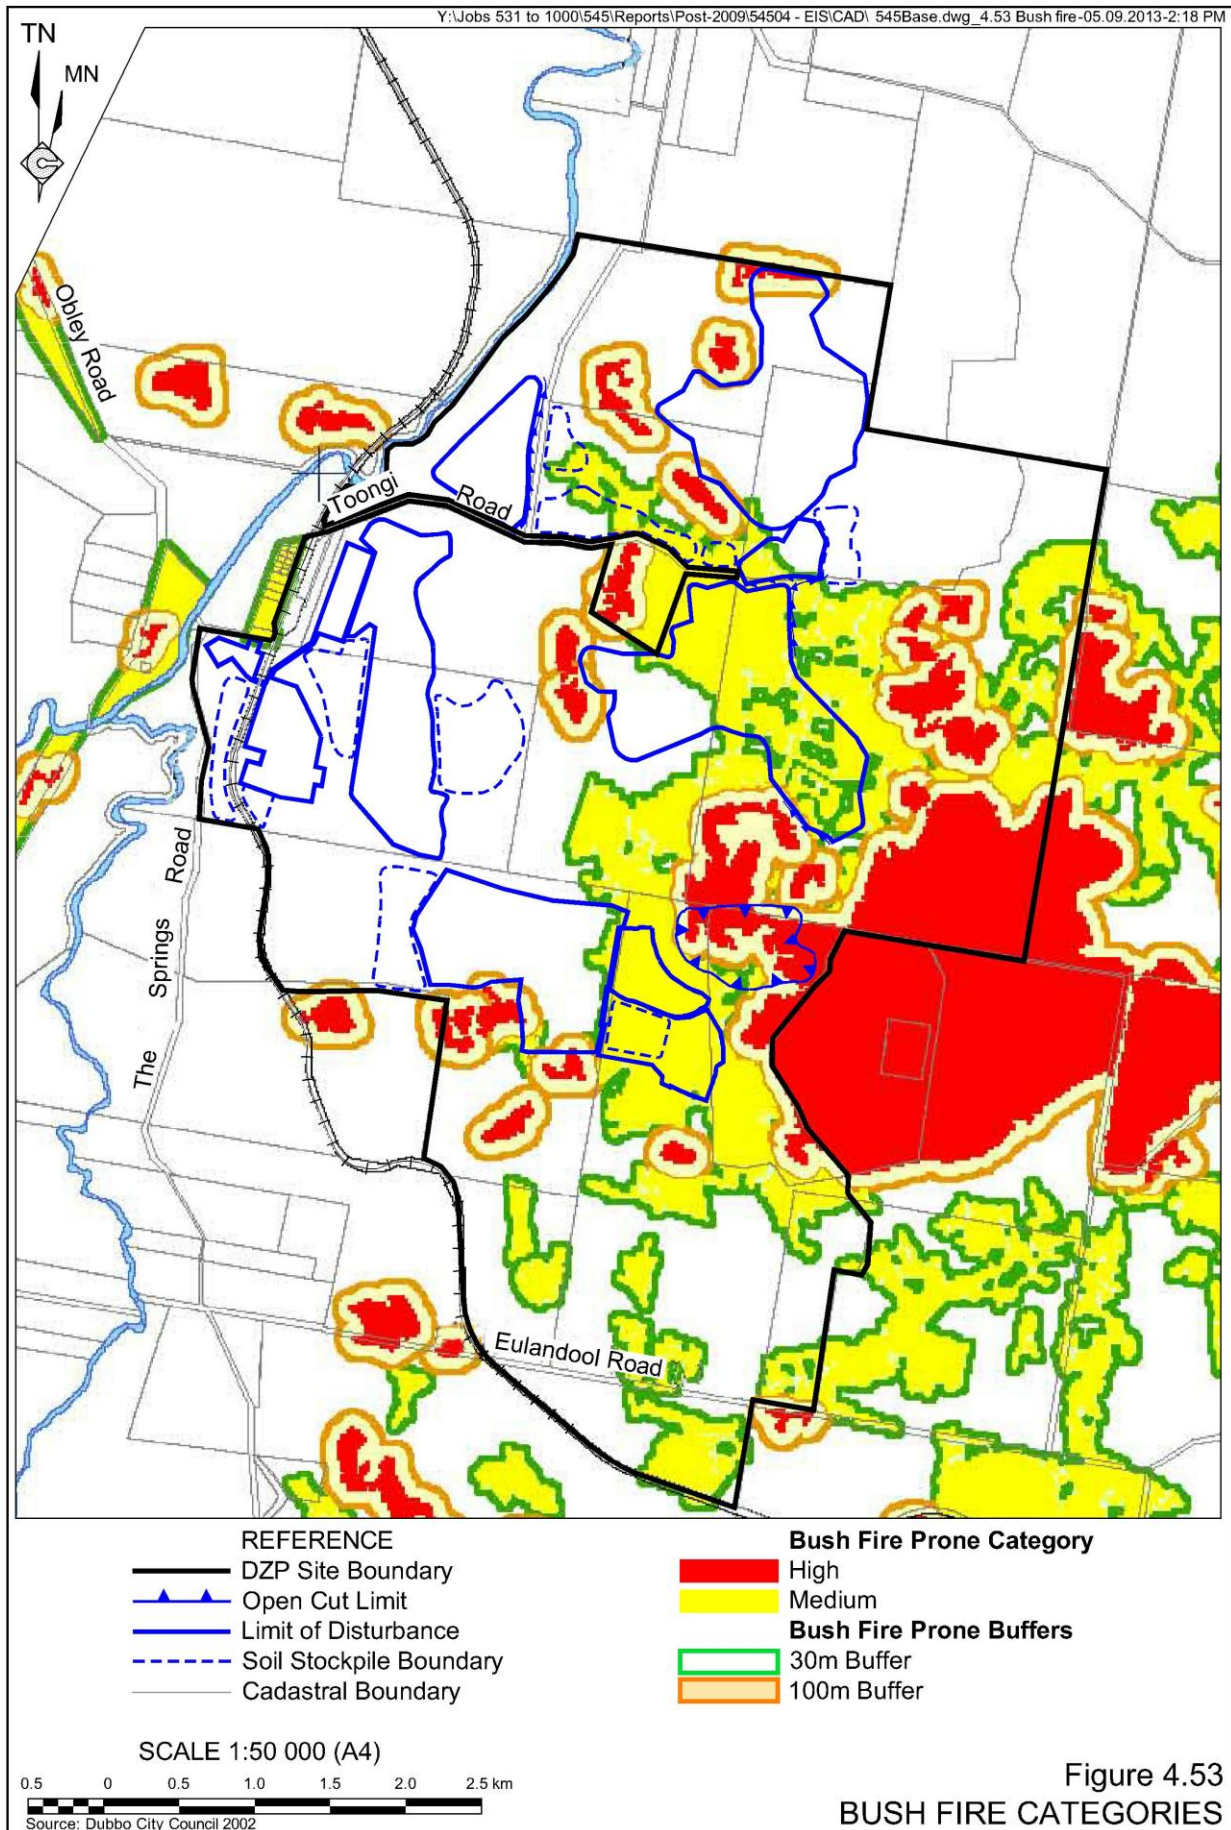 Y:\Jobs 531 to 1000\545\Reports\Post-2009\54504 - EIS\CAD\ 545Base.dwg_4.53 Bush fire-05.09.2013-2:18 PM
TN
MN
Obley Road
Toongi Road
The Springs Road
Eulandool Road
REFERENCE
DZP Site Boundary
Open Cut Limit
Limit of Disturbance
Soil Stockpile Boundary
Cadastral Boundary
Bush Fire Prone Category
High
Medium
Bush Fire Prone Buffers
30m Buffer
100m Buffer
SCALE 1:50 000 (A4)
0.5 0 0.5 1.0 1.5 2.0 2.5 km
Source: Dubbo City Council 2002
Figure 4.53
BUSH FIRE CATEGORIES